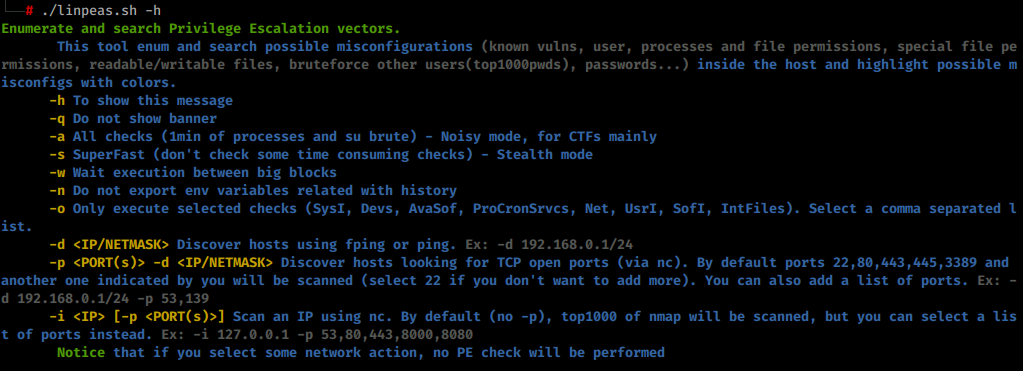 └──# ./linpeas.sh -h
Enumerate and search Privilege Escalation vectors.
This tool enum and search possible misconfigurations (known vulns, user, processes and file permissions, special file pe
rmissions, readable/writable files, bruteforce other users(top1000pwds), passwords...) inside the host and highlight possible m
isconfigs with colors.
-h To show this message
-q Do not show banner
-a All checks (1min of processes and su brute) - Noisy mode, for CTFs mainly
-s SuperFast (don't check some time consuming checks) - Stealth mode
-w Wait execution between big blocks
-n Do not export env variables related with history
-o Only execute selected checks (SysI, Devs, AvaSof, ProCronSrvcs, Net, UsrI, SofI, IntFiles). Select a comma separated l
ist.
-d <IP/NETMASK> Discover hosts using fping or ping. Ex: -d 192.168.0.1/24
-p <PORT(s)> -d <IP/NETMASK> Discover hosts looking for TCP open ports (via nc). By default ports 22,80,443,445,3389 and
another one indicated by you will be scanned (select 22 if you don't want to add more). You can also add a list of ports. Ex: -
d 192.168.0.1/24 -p 53,139
-i <IP> [-p <PORT(s)>] Scan an IP using nc. By default (no -p), top1000 of nmap will be scanned, but you can select a lis
t of ports instead. Ex: -i 127.0.0.1 -p 53,80,443,8000,8080
Notice that if you select some network action, no PE check will be performed